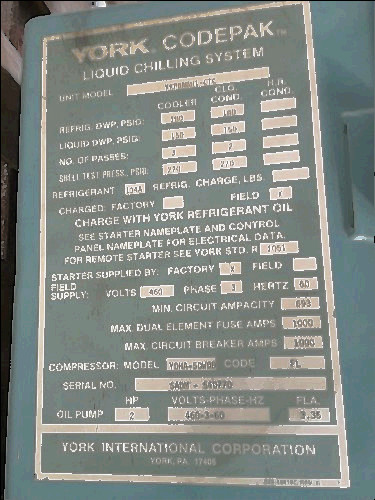 YORK® CODEPAK™
LIQUID CHILLING SYSTEM
UNIT MODEL
COOLER CLG. COND. H.R. COND.
REFRIG. DWP, PSIG: 180 180
LIQUID DWP, PSIG: 150 150
NO. OF PASSES: 3 2
SHELL TEST PRESS., PSIG: 270 270
REFRIGERANT 134A REFRIG. CHARGE, LBS.
CHARGED: FACTORY FIELD X
CHARGE WITH YORK REFRIGERANT OIL
SEE STARTER NAMEPLATE AND CONTROL
PANEL NAMEPLATE FOR ELECTRICAL DATA.
FOR REMOTE STARTER SEE YORK STD. R 1051
STARTER SUPPLIED BY: FACTORY X FIELD
FIELD SUPPLY: VOLTS 460 PHASE 3 HERTZ 60
MIN. CIRCUIT AMPACITY 693
MAX. DUAL ELEMENT FUSE AMPS 1000
MAX. CIRCUIT BREAKER AMPS 1000
COMPRESSOR: MODEL CODE
SERIAL NO.
HP VOLTS-PHASE-HZ FLA.
OIL PUMP 2 460-3-60 3.35
YORK INTERNATIONAL CORPORATION
YORK, PA. 17405